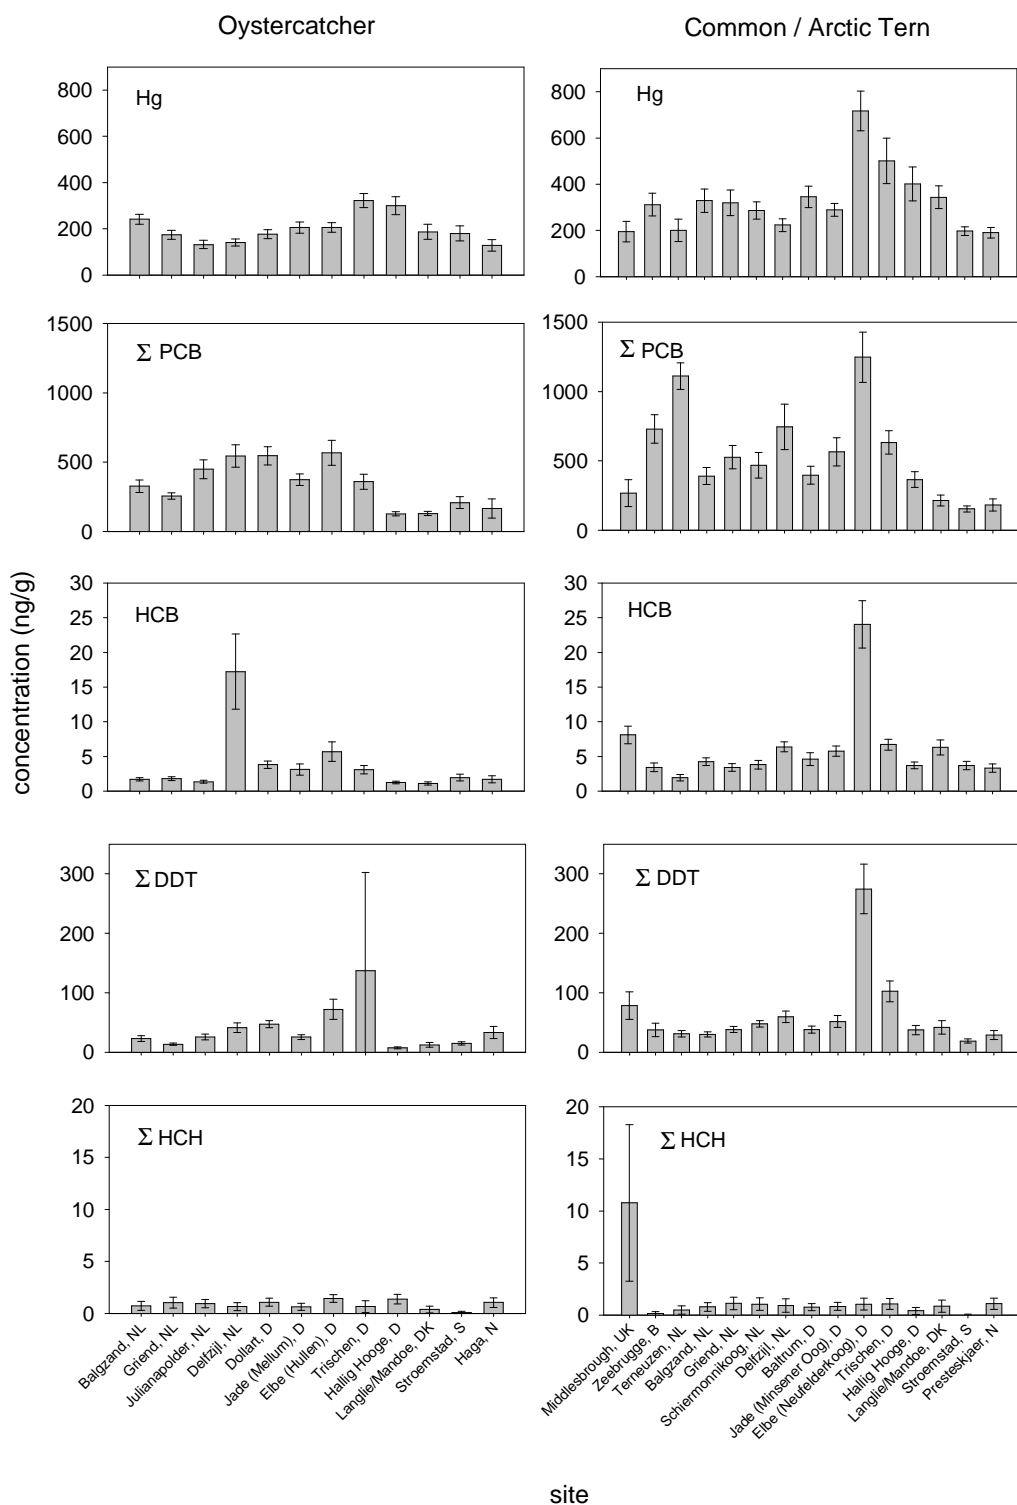 Oystercatcher
Common / Arctic Tern
Hg
800
600
400
200
0
Hg
800
600
400
200
0
Σ PCB
1500
1000
500
0
Σ PCB
1500
1000
500
0
concentration (ng/g)
HCB
30
25
20
15
10
5
0
HCB
30
25
20
15
10
5
0
Σ DDT
300
200
100
0
Σ DDT
300
200
100
0
Σ HCH
20
15
10
5
0
Σ HCH
20
15
10
5
0
Balgzand, NL
Griend, NL
Julianapolder, NL
Delfzijl, NL
Dollart, D
Jade (Mellum), D
Elbe (Hullen), D
Trischen, D
Hallig Hooge, D
Langlie/Mandoe, DK
Stroemstad, S
Haga, N
Middlesbrough, UK
Zeebrugge, B
Terneuzen, NL
Balgzand, NL
Griend, NL
Schiermonnikoog, NL
Delfzijl, NL
Baltrum, D
Jade (Minsener Oog), D
Elbe (Neufelderkoog), D
Trischen, D
Hallig Hooge, D
Langlie/Mandoe, DK
Stroemstad, S
Presteskjaer, N
site